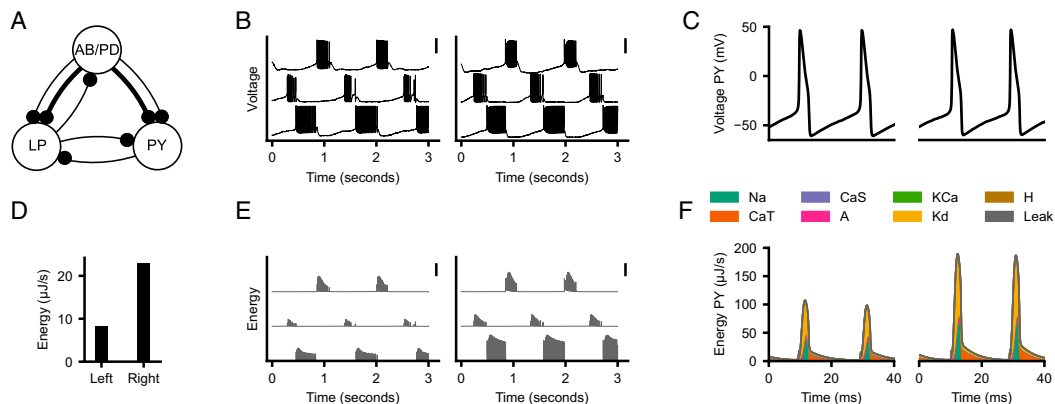 A
AB/PD
LP
PY
B
Voltage
0 1 2 3
Time (seconds)
0 1 2 3
Time (seconds)
C
Voltage PY (mV)
0
−50
D
Energy (μJ/s)
20
10
0
Left Right
E
Energy
0 1 2 3
Time (seconds)
0 1 2 3
Time (seconds)
Na CaS KCa H
CaT A Kd Leak
F
Energy PY (μJ/s)
200
150
100
50
0
0 20 40
Time (ms)
0 20 40
Time (ms)